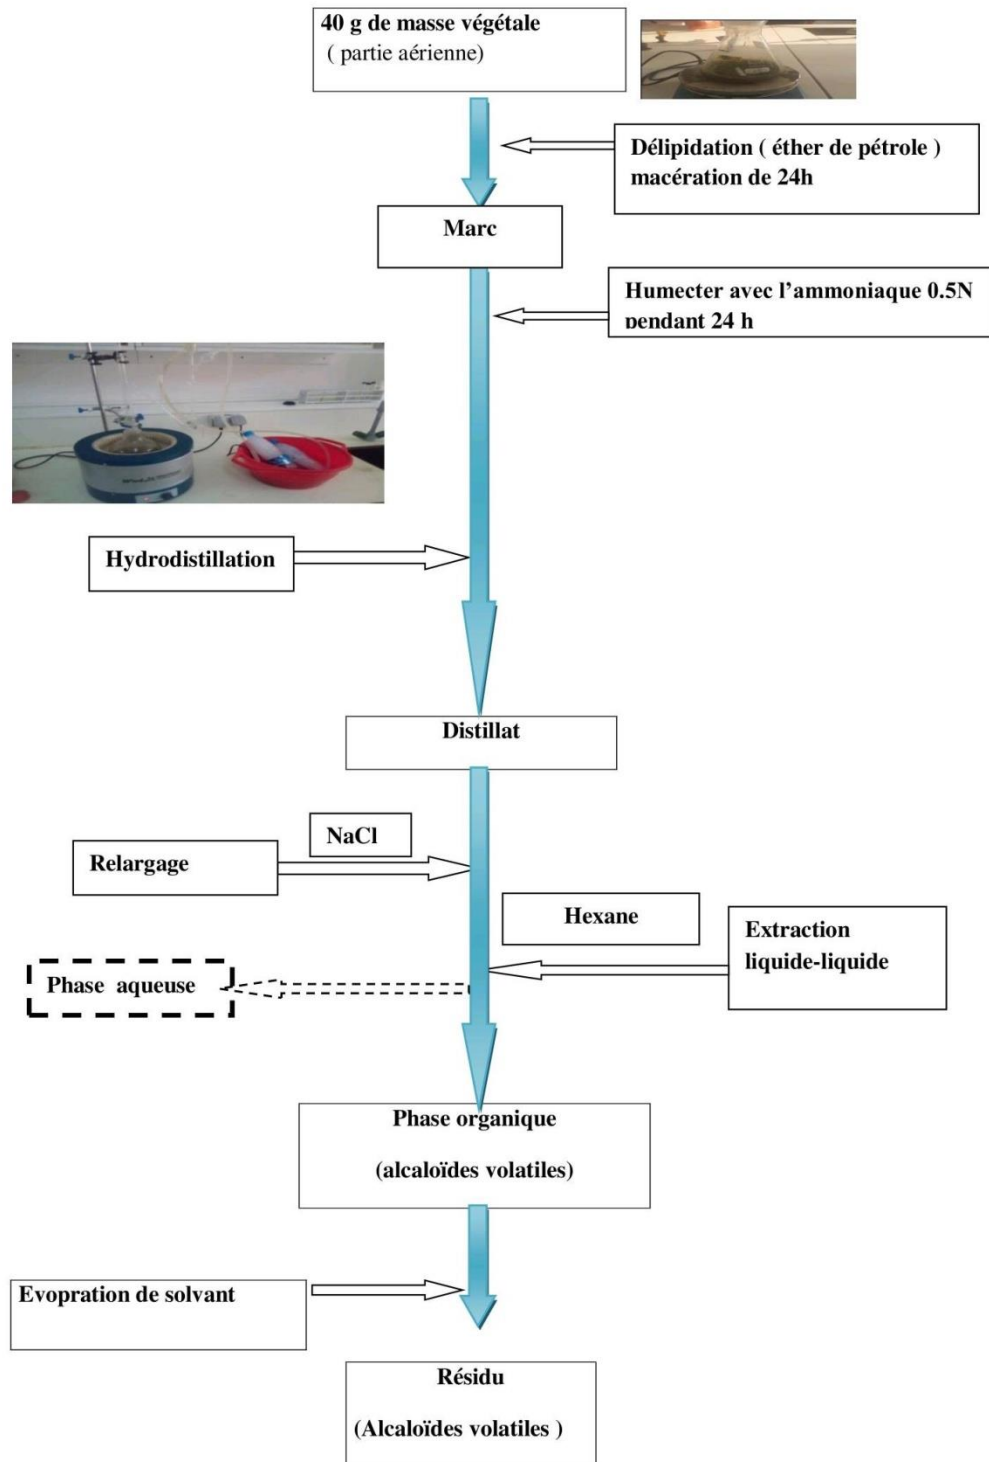 40 g de masse végétale
( partie aérienne)
Délipidation ( éther de pétrole )
macération de 24h
Marc
Humecter avec l’ammoniaque 0.5N
pendant 24 h
Hydrodistillation
Distillat
NaCl
Relargage
Hexane
Extraction
liquide-liquide
Phase aqueuse
Phase organique
(alcaloïdes volatiles)
Evopration de solvant
Résidu
(Alcaloïdes volatiles )